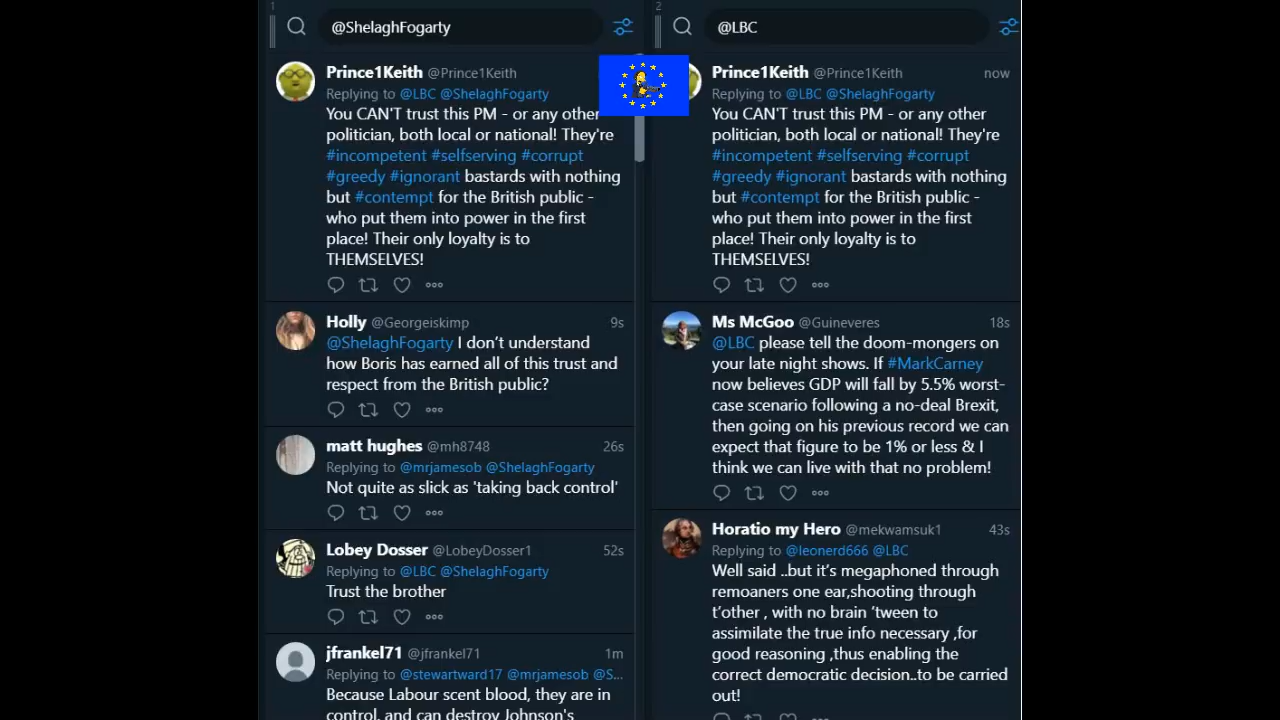 1
@ShelaghFogarty
Prince1Keith @Prince1Keith
Replying to @LBC @ShelaghFogarty
You CAN'T trust this PM - or any other
politician, both local or national! They're
#incompetent #selfserving #corrupt
#greedy #ignorant bastards with nothing
but #contempt for the British public -
who put them into power in the first
place! Their only loyalty is to
THEMSELVES!
Holly @Georgeiskimp 9s
@ShelaghFogarty I don’t understand
how Boris has earned all of this trust and
respect from the British public?
matt hughes @mh8748 26s
Replying to @mrjamesob @ShelaghFogarty
Not quite as slick as 'taking back control'
Lobey Dosser @LobeyDosser1 52s
Replying to @LBC @ShelaghFogarty
Trust the brother
jfrankel71 @jfrankel71 1m
Replying to @stewartward17 @mrjamesob @S...
Because Labour scent blood, they are in
control, and can destroy Johnson's
2
@LBC
Prince1Keith @Prince1Keith now
Replying to @LBC @ShelaghFogarty
You CAN'T trust this PM - or any other
politician, both local or national! They're
#incompetent #selfserving #corrupt
#greedy #ignorant bastards with nothing
but #contempt for the British public -
who put them into power in the first
place! Their only loyalty is to
THEMSELVES!
Ms McGoo @Guineveres 18s
@LBC please tell the doom-mongers on
your late night shows. If #MarkCarney
now believes GDP will fall by 5.5% worst-
case scenario following a no-deal Brexit,
then going on his previous record we can
expect that figure to be 1% or less & I
think we can live with that no problem!
Horatio my Hero @mekwamsuk1 43s
Replying to @leonerd666 @LBC
Well said ..but it’s megaphoned through
remoaners one ear,shooting through
t’other , with no brain ‘tween to
assimilate the true info necessary ,for
good reasoning ,thus enabling the
correct democratic decision..to be carried
out!